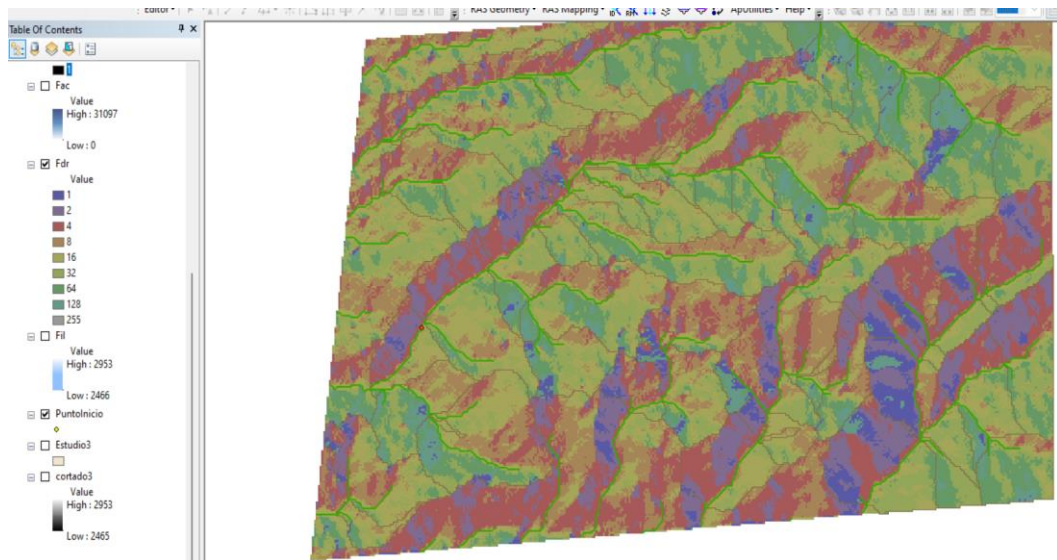 Editor
RAS Geometry RAS Mapping ApUtilities Help
Table Of Contents
1
Fac
Value
High : 31097
Low : 0
Fdr
Value
1
2
4
8
16
32
64
128
255
Fil
Value
High : 2953
Low : 2466
PuntoInicio
Estudio3
cortado3
Value
High : 2953
Low : 2465